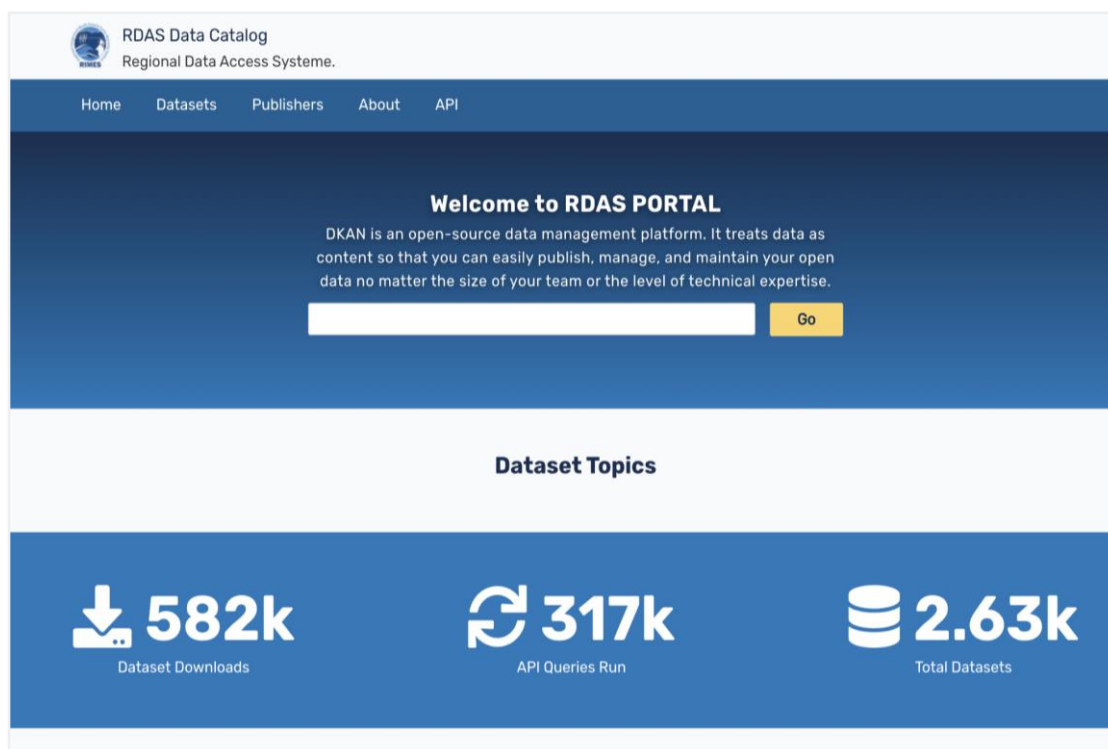 RDAS Data Catalog
Regional Data Access Systeme.
RIMES
Home Datasets Publishers About API
Welcome to RDAS PORTAL
DKAN is an open-source data management platform. It treats data as
content so that you can easily publish, manage, and maintain your open
data no matter the size of your team or the level of technical expertise.
Go
Dataset Topics
582k 317k 2.63k
Dataset Downloads API Queries Run Total Datasets